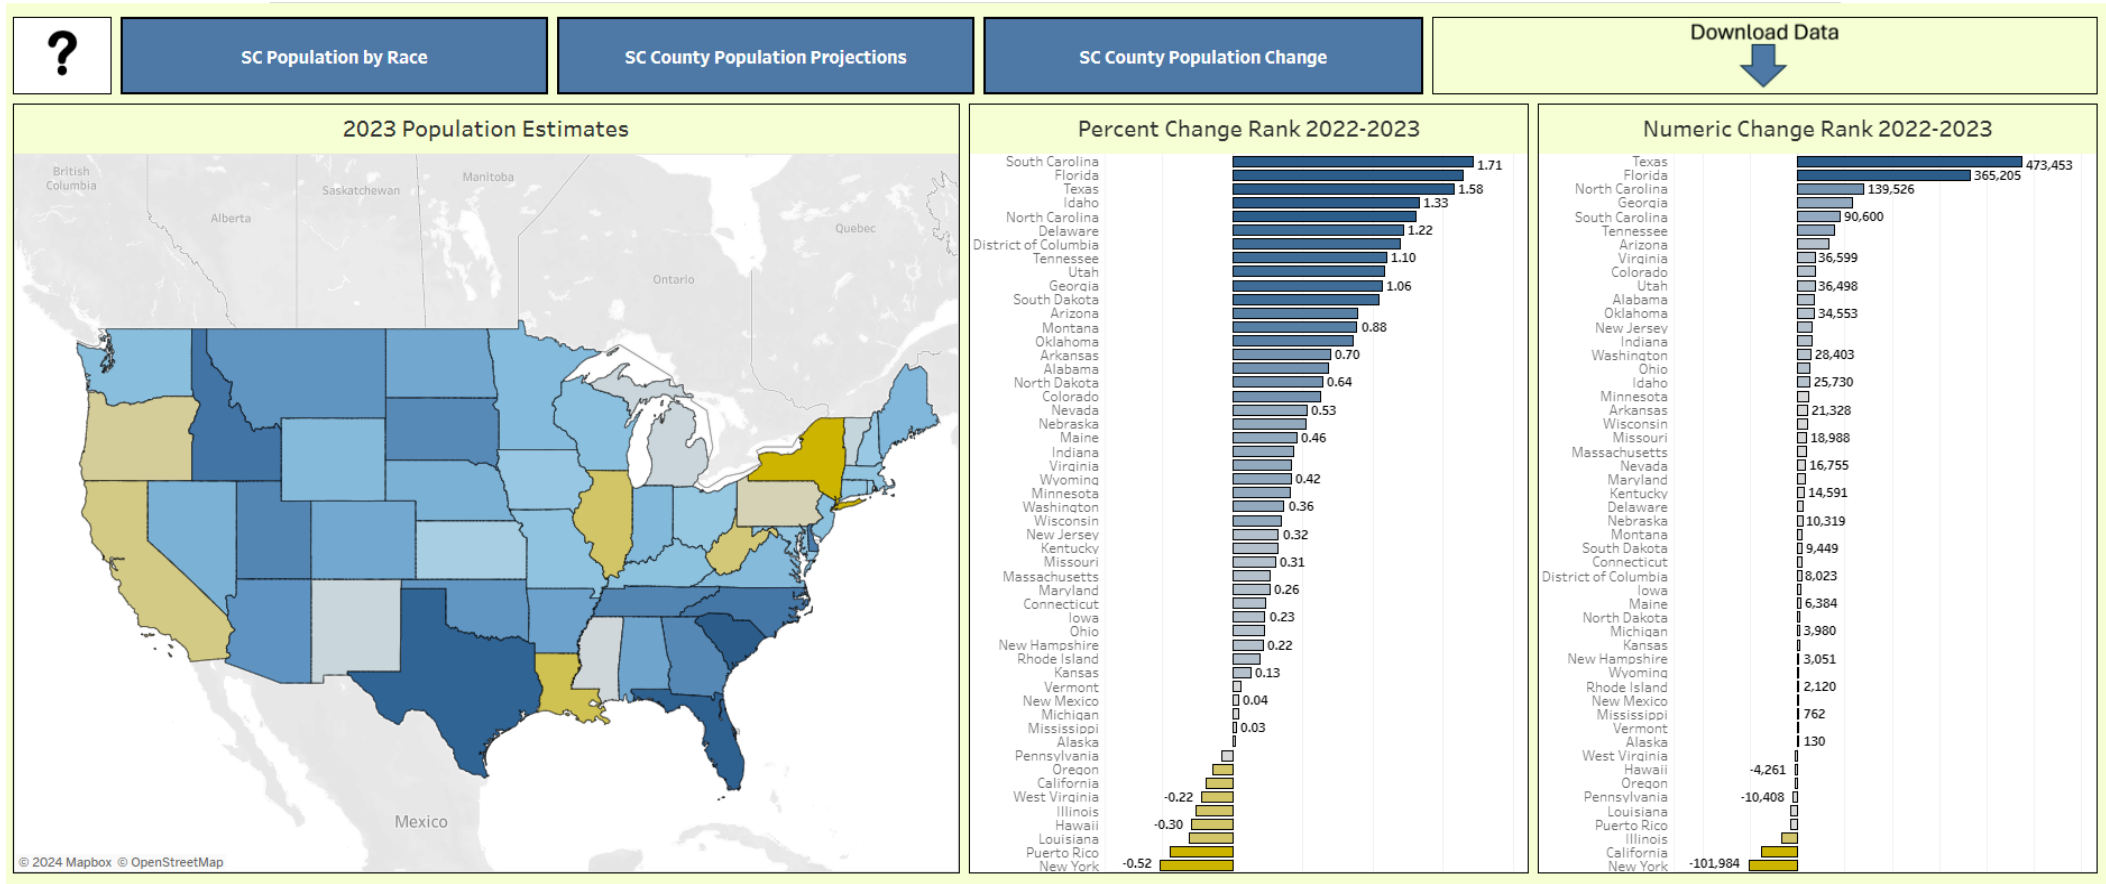 ?
SC Population by Race
SC County Population Projections
SC County Population Change
Download Data
2023 Population Estimates
British
Columbia
Alberta
Saskatchewan
Manitoba
Ontario
Quebec
Mexico
© 2024 Mapbox © OpenStreetMap
Percent Change Rank 2022-2023
South Carolina 1.71
Florida
Texas 1.58
Idaho 1.33
North Carolina
Delaware 1.22
District of Columbia
Tennessee 1.10
Utah
Georgia 1.06
South Dakota
Arizona
Montana 0.88
Oklahoma
Arkansas 0.70
Alabama
North Dakota 0.64
Colorado
Nevada 0.53
Nebraska
Maine 0.46
Indiana
Virginia
Wyoming 0.42
Minnesota
Washington 0.36
Wisconsin
New Jersey 0.32
Kentucky
Missouri 0.31
Massachusetts
Maryland 0.26
Connecticut
Iowa 0.23
Ohio
New Hampshire 0.22
Rhode Island
Kansas 0.13
Vermont
New Mexico 0.04
Michigan
Mississippi 0.03
Alaska
Pennsylvania
Oregon
California
West Virginia -0.22
Illinois
Hawaii -0.30
Louisiana
Puerto Rico
New York -0.52
Numeric Change Rank 2022-2023
Texas 473,453
Florida 365,205
North Carolina 139,526
Georgia
South Carolina 90,600
Tennessee
Arizona
Virginia 36,599
Colorado
Utah 36,498
Alabama
Oklahoma 34,553
New Jersey
Indiana
Washington 28,403
Ohio
Idaho 25,730
Minnesota
Arkansas 21,328
Wisconsin
Missouri 18,988
Massachusetts
Nevada 16,755
Maryland
Kentucky 14,591
Delaware
Nebraska 10,319
Montana
South Dakota 9,449
Connecticut
District of Columbia 8,023
Iowa
Maine 6,384
North Dakota
Michigan 3,980
Kansas
New Hampshire 3,051
Wyoming
Rhode Island 2,120
New Mexico
Mississippi 762
Vermont
Alaska 130
West Virginia
Hawaii -4,261
Oregon
Pennsylvania -10,408
Louisiana
Puerto Rico
Illinois
California
New York -101,984